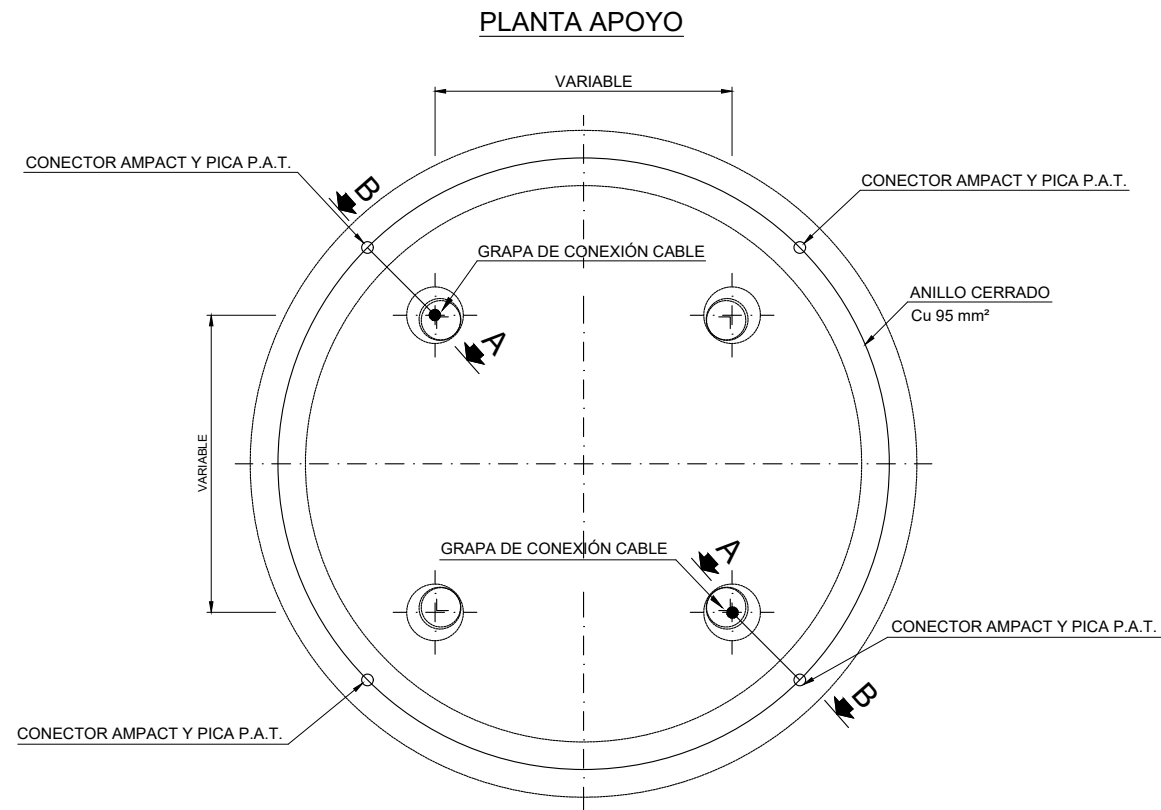 PLANTA APOYO
VARIABLE
CONECTOR AMPACT Y PICA P.A.T.
CONECTOR AMPACT Y PICA P.A.T.
B
GRAPA DE CONEXIÓN CABLE
ANILLO CERRADO
Cu 95 mm²
A
VARIABLE
GRAPA DE CONEXIÓN CABLE
A
CONECTOR AMPACT Y PICA P.A.T.
B
CONECTOR AMPACT Y PICA P.A.T.